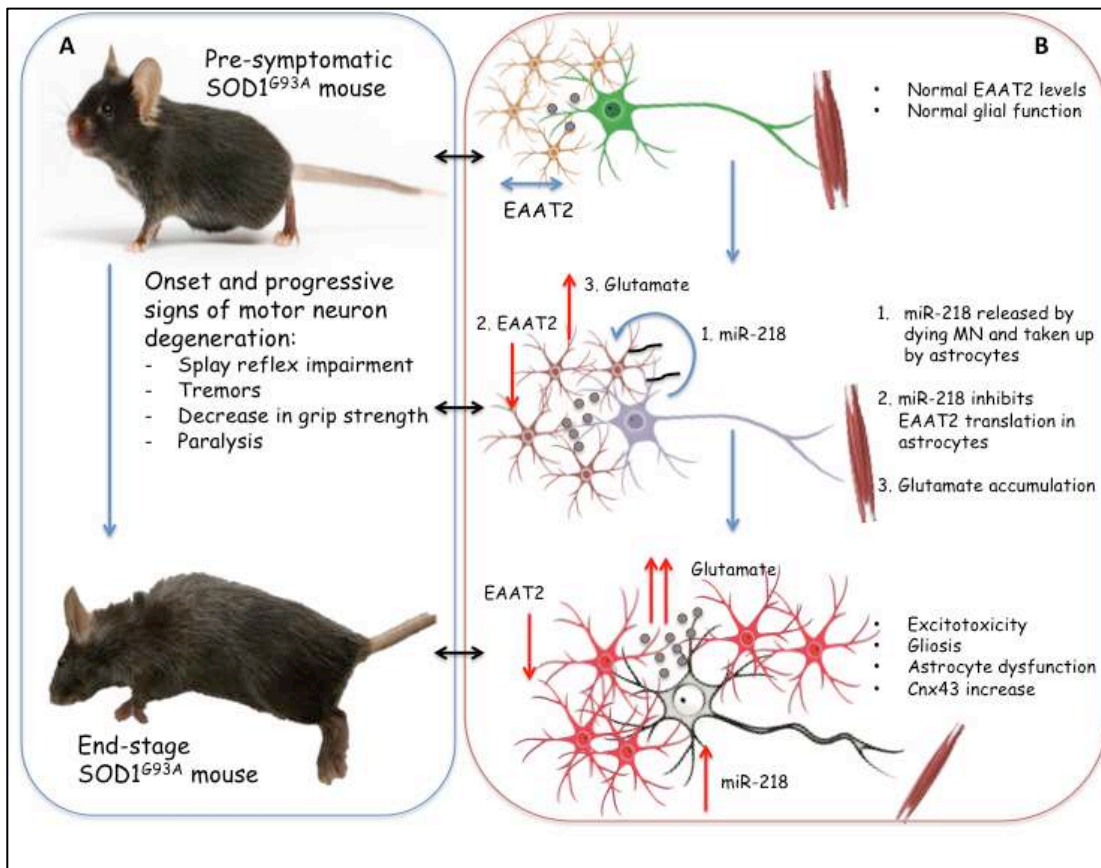 A
Pre-symptomatic
SOD1G93A mouse
Onset and progressive
signs of motor neuron
degeneration:
- Splay reflex impairment
- Tremors
- Decrease in grip strength
- Paralysis
End-stage
SOD1G93A mouse
B
EAAT2
• Normal EAAT2 levels
• Normal glial function
3. Glutamate
2. EAAT2
1. miR-218
1. miR-218 released by
dying MN and taken up
by astrocytes
2. miR-218 inhibits
EAAT2 translation in
astrocytes
3. Glutamate accumulation
EAAT2
Glutamate
miR-218
• Excitotoxicity
• Gliosis
• Astrocyte dysfunction
• Cnx43 increase